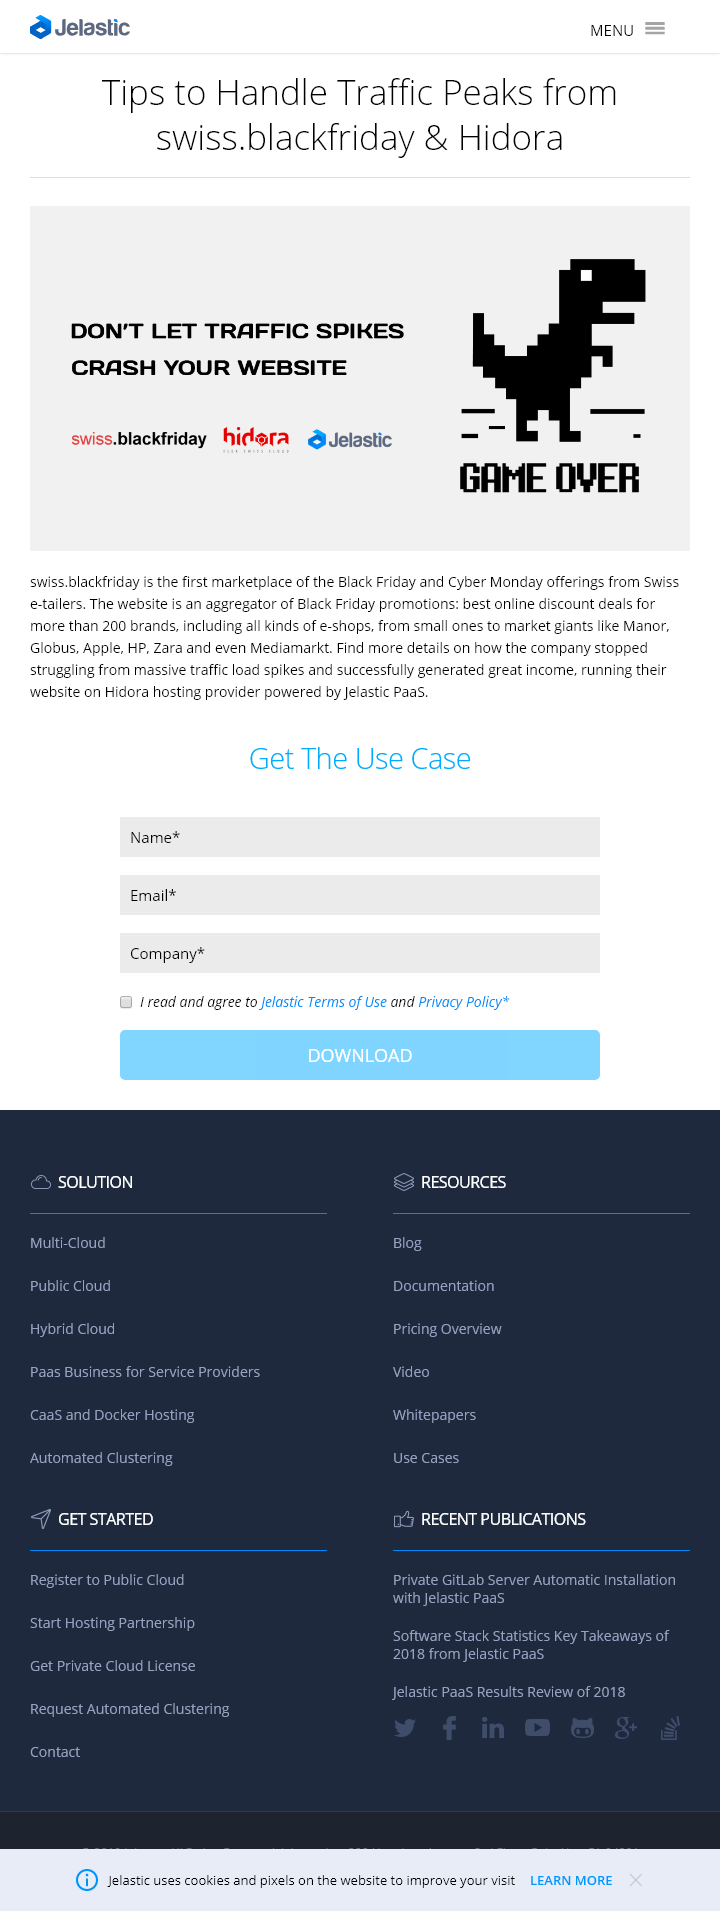 Jelastic
MENU
Tips to Handle Traffic Peaks from
swiss.blackfriday & Hidora
DON'T LET TRAFFIC SPIKES
CRASH YOUR WEBSITE
swiss.blackfriday
hidora
Jelastic
GAME OVER
swiss.blackfriday is the first marketplace of the Black Friday and Cyber Monday offerings from Swiss
e-tailers. The website is an aggregator of Black Friday promotions: best online discount deals for
more than 200 brands, including all kinds of e-shops, from small ones to market giants like Manor,
Globus, Apple, HP, Zara and even Mediamarkt. Find more details on how the company stopped
struggling from massive traffic load spikes and successfully generated great income, running their
website on Hidora hosting provider powered by Jelastic PaaS.
Get The Use Case
Name*
Email*
Company*
I read and agree to Jelastic Terms of Use and Privacy Policy*
DOWNLOAD
SOLUTION
Multi-Cloud
Public Cloud
Hybrid Cloud
Paas Business for Service Providers
CaaS and Docker Hosting
Automated Clustering
RESOURCES
Blog
Documentation
Pricing Overview
Video
Whitepapers
Use Cases
GET STARTED
Register to Public Cloud
Start Hosting Partnership
Get Private Cloud License
Request Automated Clustering
Contact
RECENT PUBLICATIONS
Private GitLab Server Automatic Installation
with Jelastic PaaS
Software Stack Statistics Key Takeaways of
2018 from Jelastic PaaS
Jelastic PaaS Results Review of 2018
Jelastic uses cookies and pixels on the website to improve your visit LEARN MORE